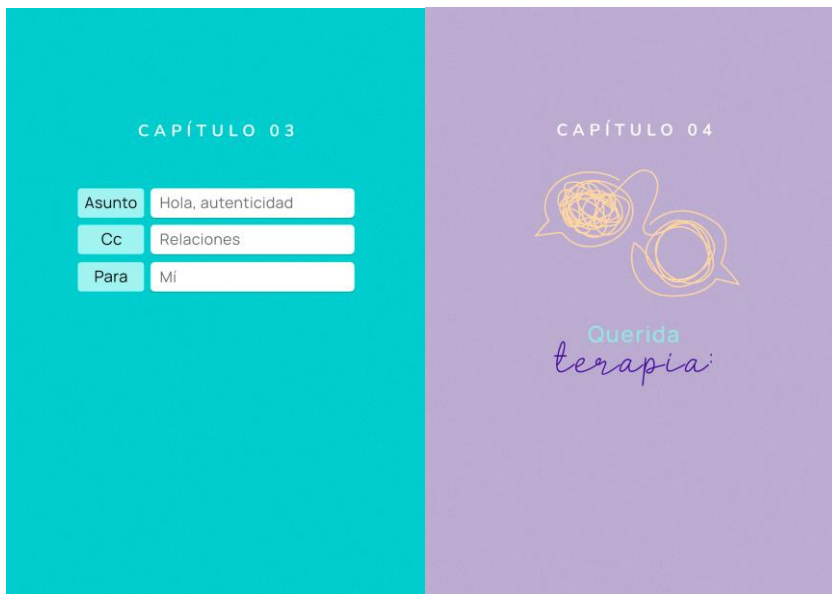 CAPÍTULO 03
Asunto Hola, autenticidad
Cc Relaciones
Para Mí
CAPÍTULO 04
Querida
terapia: